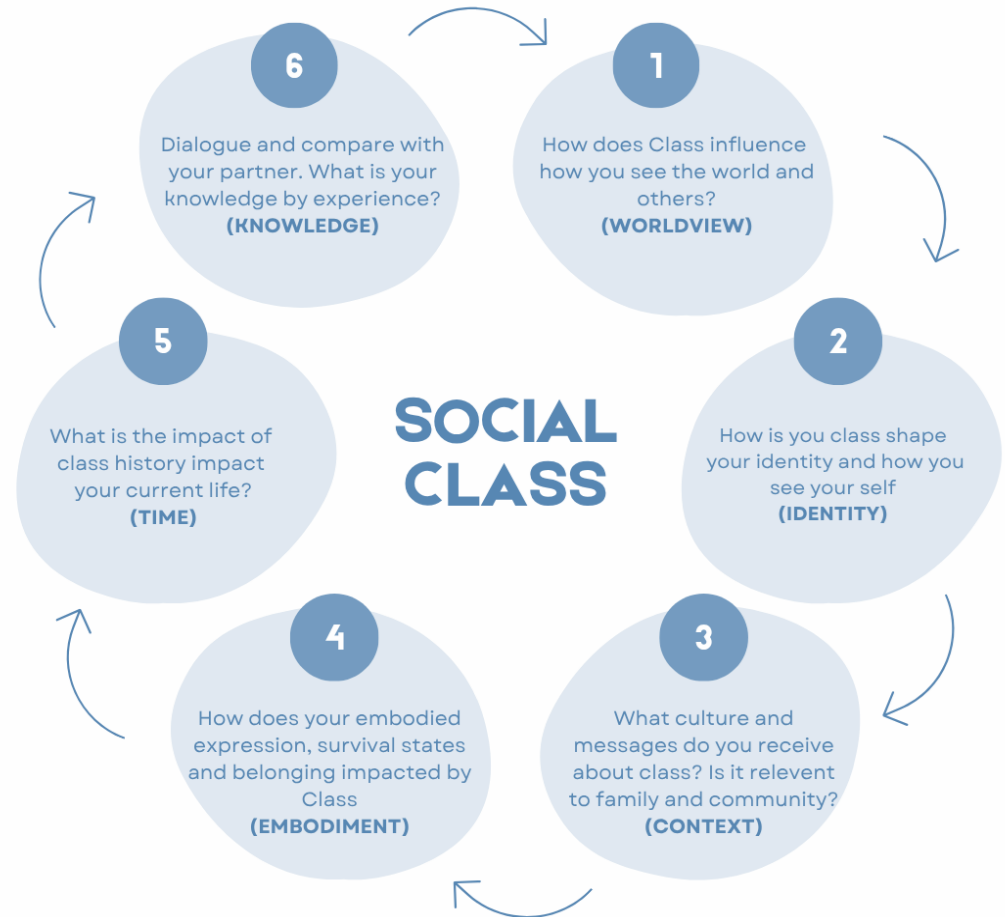 SOCIAL
CLASS
1
How does Class influence
how you see the world and
others?
(WORLDVIEW)
2
How is you class shape
your identity and how you
see your self
(IDENTITY)
3
What culture and
messages do you receive
about class? Is it relevent
to family and community?
(CONTEXT)
4
How does your embodied
expression, survival states
and belonging impacted by
Class
(EMBODIMENT)
5
What is the impact of
class history impact
your current life?
(TIME)
6
Dialogue and compare with
your partner. What is your
knowledge by experience?
(KNOWLEDGE)